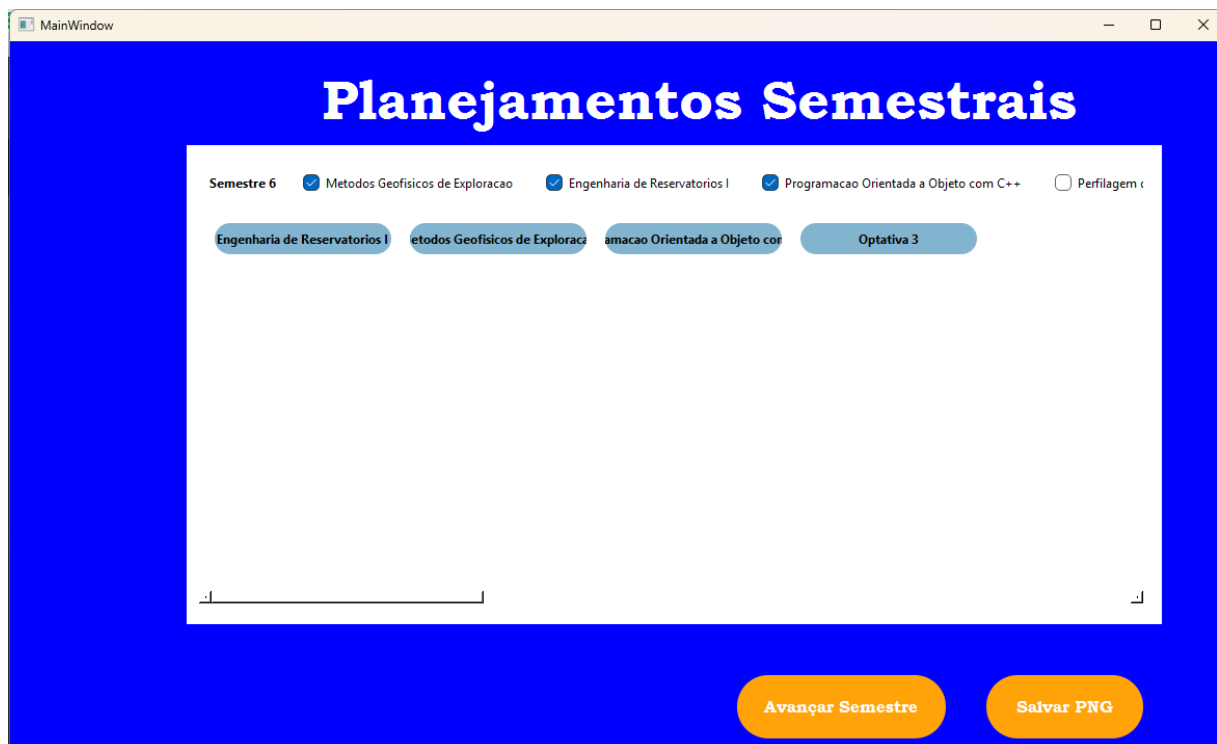 MainWindow
Planejamentos Semestrais
Semestre 6 Metodos Geofisicos de Exploracao Engenharia de Reservatorios I Programacao Orientada a Objeto com C++ Perfilagem
Engenharia de Reservatorios I etodos Geofisicos de Exploraca amacao Orientada a Objeto cor Optativa 3
Avançar Semestre Salvar PNG